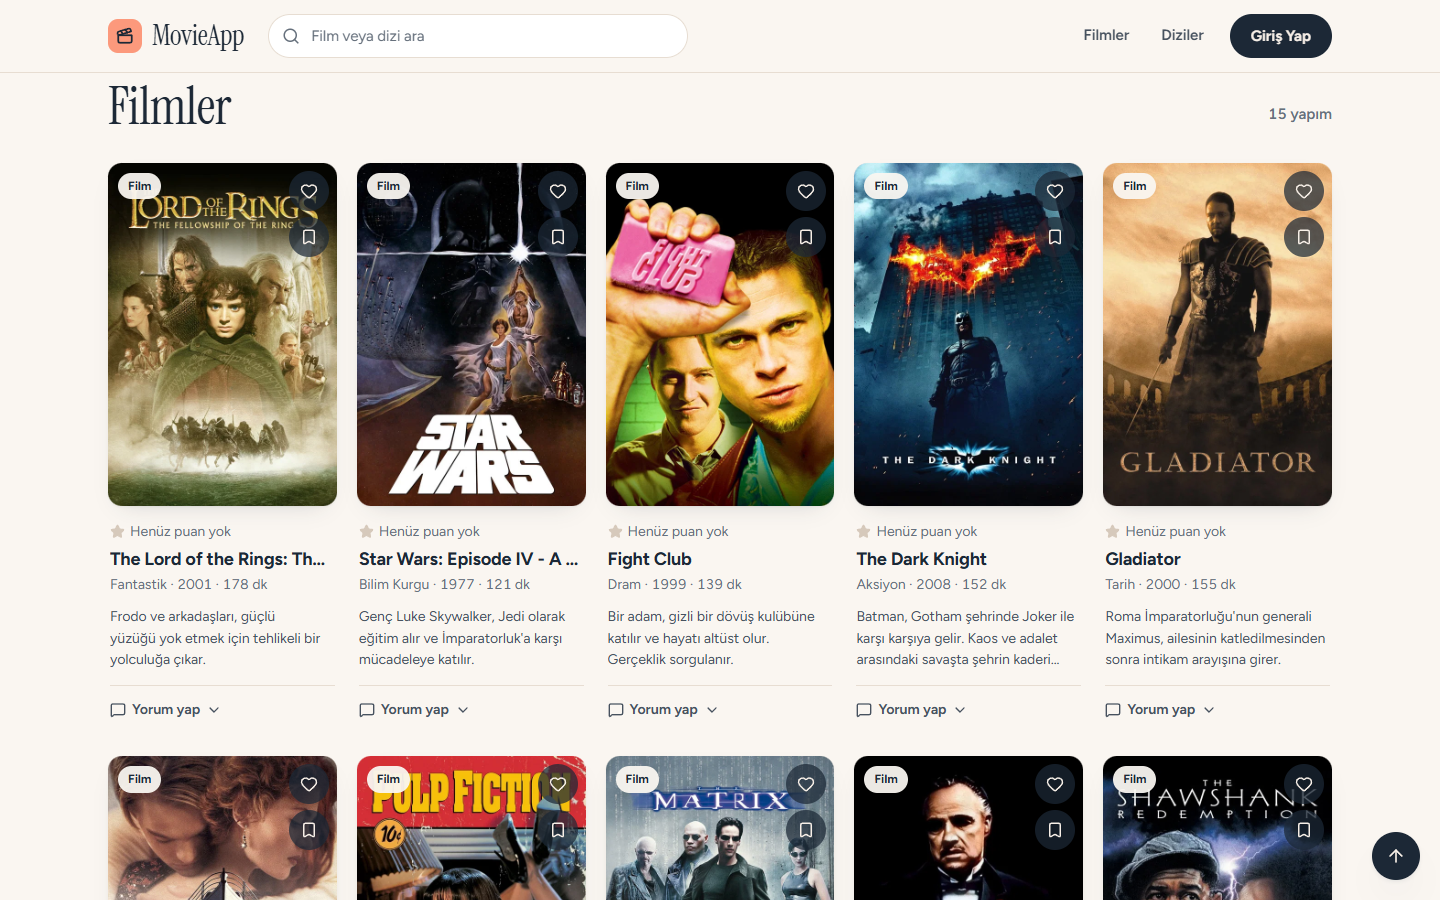 MovieApp
Film veya dizi ara
Filmler
Diziler
Giriş Yap
Filmler
15 yapım
Film
LORD OF THE RINGS
THE FELLOWSHIP OF THE RING
Film
STAR
WARS
Film
FIGHT
CLUB
Film
THE DARK KNIGHT
Film
GLADIATOR
Henüz puan yok
The Lord of the Rings: Th...
Fantastik · 2001 · 178 dk
Frodo ve arkadaşları, güçlü
yüzüğü yok etmek için tehlikeli bir
yolculuğa çıkar.
Yorum yap
Henüz puan yok
Star Wars: Episode IV - A ...
Bilim Kurgu · 1977 · 121 dk
Genç Luke Skywalker, Jedi olarak
eğitim alır ve İmparatorluk'a karşı
mücadeleye katılır.
Yorum yap
Henüz puan yok
Fight Club
Dram · 1999 · 139 dk
Bir adam, gizli bir dövüş kulübüne
katılır ve hayatı altüst olur.
Gerçeklik sorgulanır.
Yorum yap
Henüz puan yok
The Dark Knight
Aksiyon · 2008 · 152 dk
Batman, Gotham şehrinde Joker ile
karşı karşıya gelir. Kaos ve adalet
arasındaki savaşta şehrin kaderi...
Yorum yap
Henüz puan yok
Gladiator
Tarih · 2000 · 155 dk
Roma İmparatorluğu'nun generali
Maximus, ailesinin katledilmesinden
sonra intikam arayışına girer.
Yorum yap
Film
Film
PULP FICTION
10¢
Film
MATRIX
Film
Film
THE
SHAWSHANK
REDEMPTION